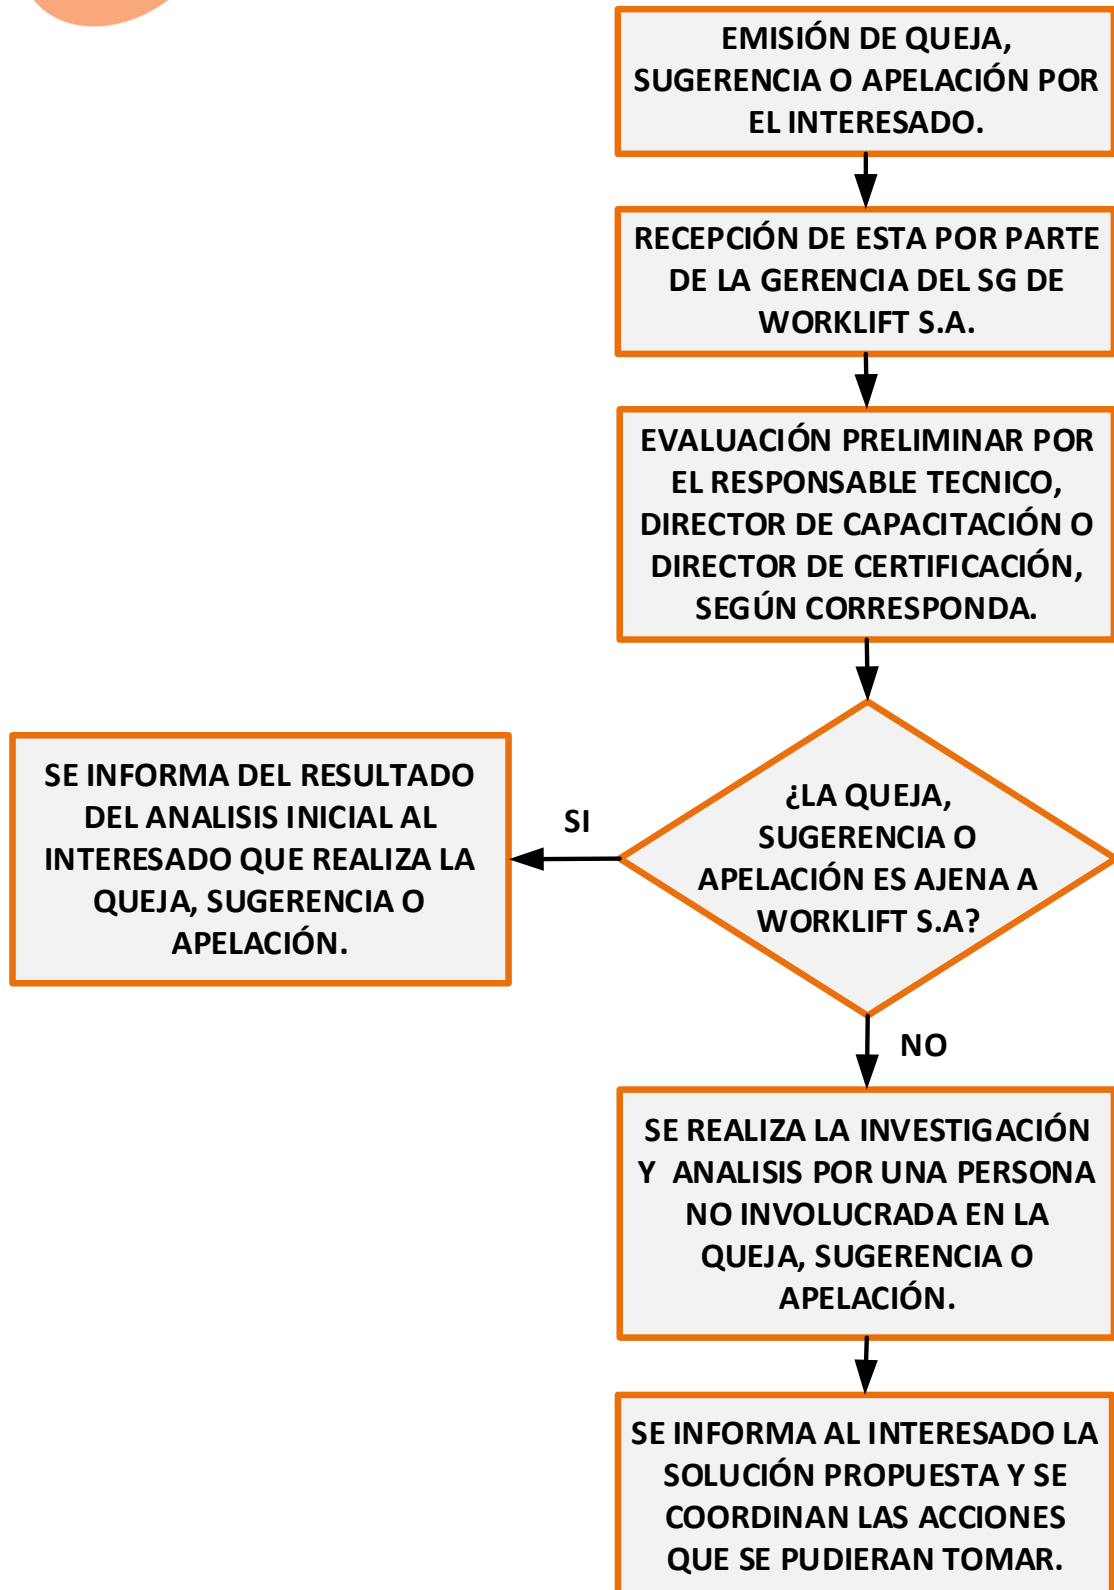 EMISIÓN DE QUEJA,
SUGERENCIA O APELACIÓN POR
EL INTERESADO.
RECEPCIÓN DE ESTA POR PARTE
DE LA GERENCIA DEL SG DE
WORKLIFT S.A.
EVALUACIÓN PRELIMINAR POR
EL RESPONSABLE TECNICO,
DIRECTOR DE CAPACITACIÓN O
DIRECTOR DE CERTIFICACIÓN,
SEGÚN CORRESPONDA.
¿LA QUEJA,
SUGERENCIA O
APELACIÓN ES AJENA A
WORKLIFT S.A?
SI
SE INFORMA DEL RESULTADO
DEL ANALISIS INICIAL AL
INTERESADO QUE REALIZA LA
QUEJA, SUGERENCIA O
APELACIÓN.
NO
SE REALIZA LA INVESTIGACIÓN
Y ANALISIS POR UNA PERSONA
NO INVOLUCRADA EN LA
QUEJA, SUGERENCIA O
APELACIÓN.
SE INFORMA AL INTERESADO LA
SOLUCIÓN PROPUESTA Y SE
COORDINAN LAS ACCIONES
QUE SE PUDIERAN TOMAR.